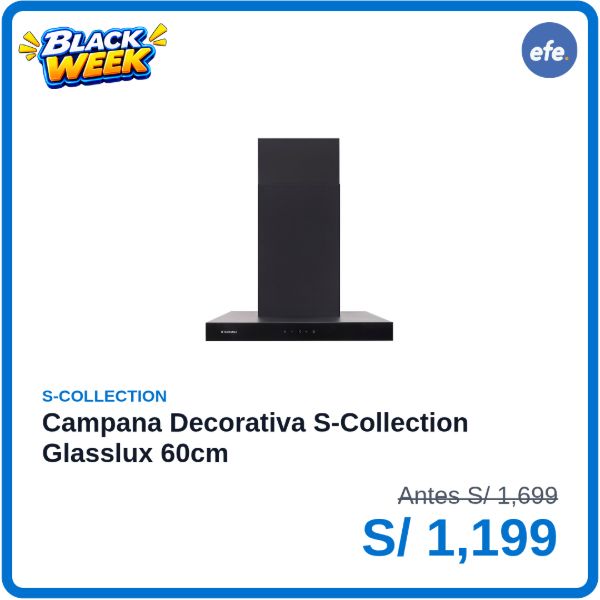 BLACK
WEEK
efe.
S-COLLECTION
Campana Decorativa S-Collection
Glasslux 60cm
Antes S/ 1,699
S/ 1,199